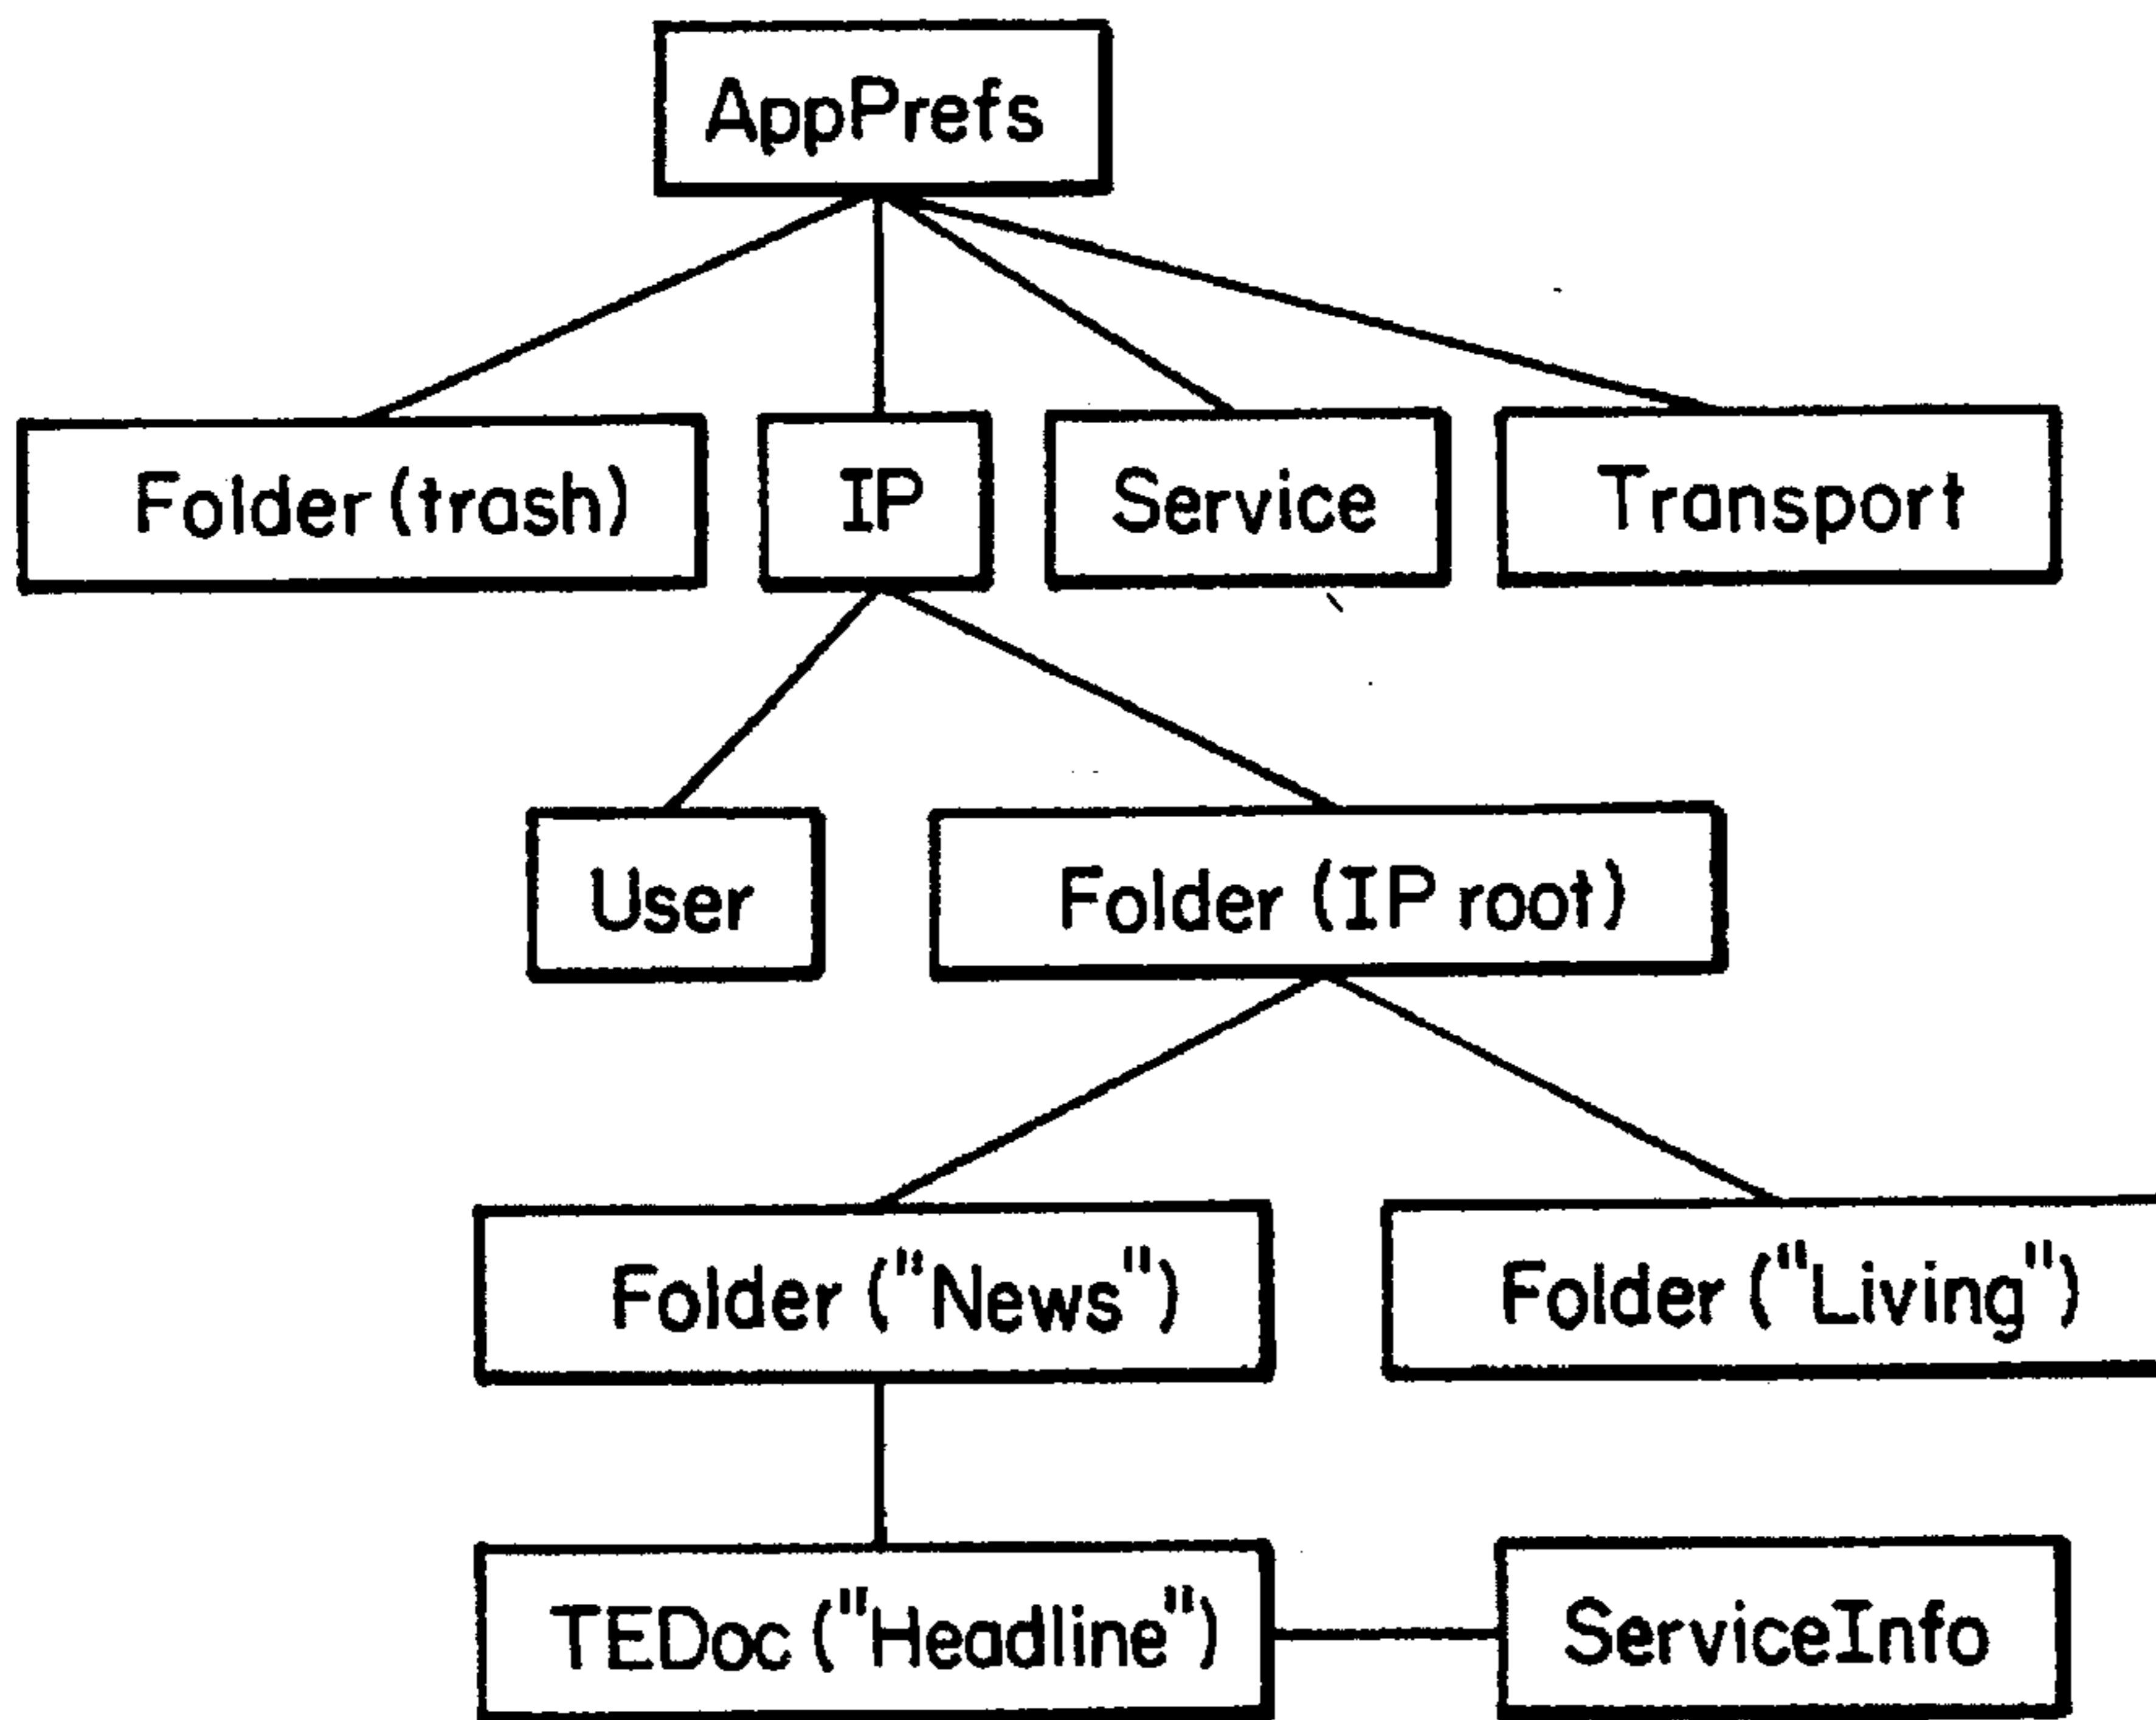 AppPrefs
Folder (trash)
IP
Service
Transport
User
Folder (IP root)
Folder ("News")
Folder ("Living")
TEDoc ("Headline")
ServiceInfo